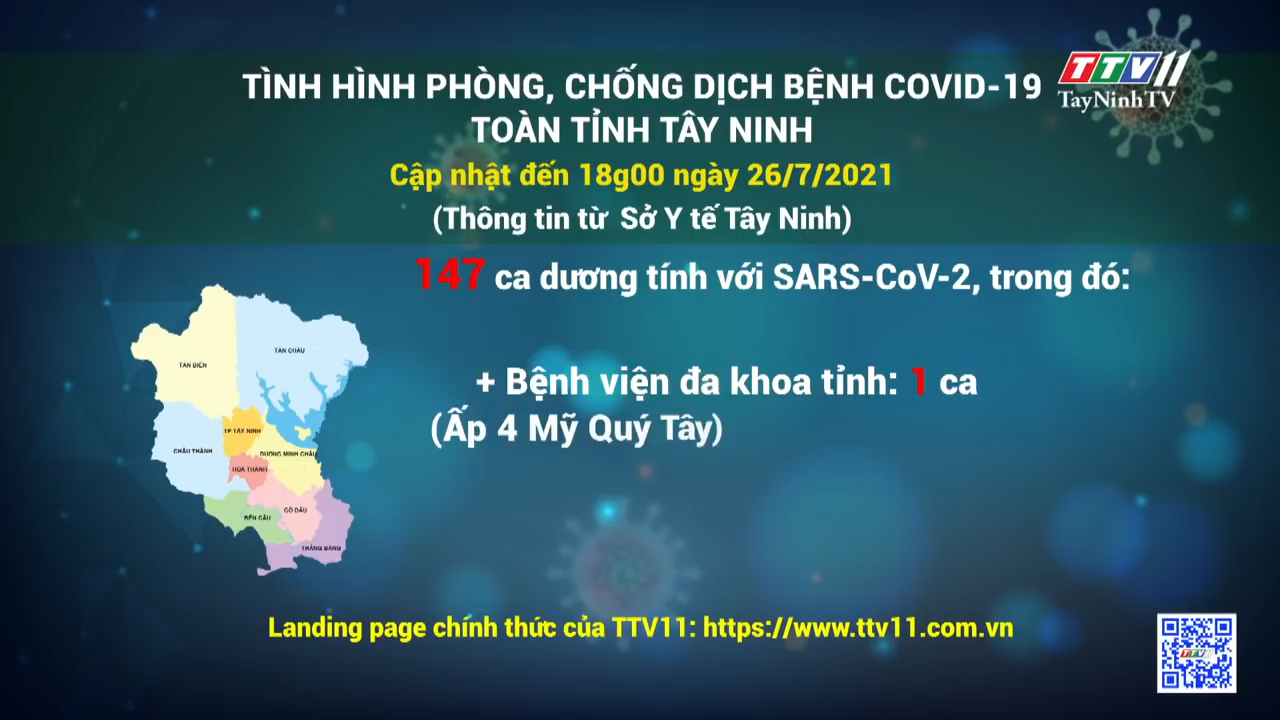 TÌNH HÌNH PHÒNG, CHỐNG DỊCH BỆNH COVID-19
TOÀN TỈNH TÂY NINH
TTV11
TayNinhTV
Cập nhật đến 18g00 ngày 26/7/2021
(Thông tin từ Sở Y tế Tây Ninh)
147 ca dương tính với SARS-CoV-2, trong đó:
+ Bệnh viện đa khoa tỉnh: 1 ca
(Ấp 4 Mỹ Quý Tây)
TÂN BIÊN
TÂN CHÂU
TP TÂY NINH
CHÂU THÀNH
DƯƠNG MINH CHÂU
HOÀ THÀNH
GÒ DẦU
BẾN CẦU
TRẢNG BÀNG
Landing page chính thức của TTV11: https://www.ttv11.com.vn
TTV11